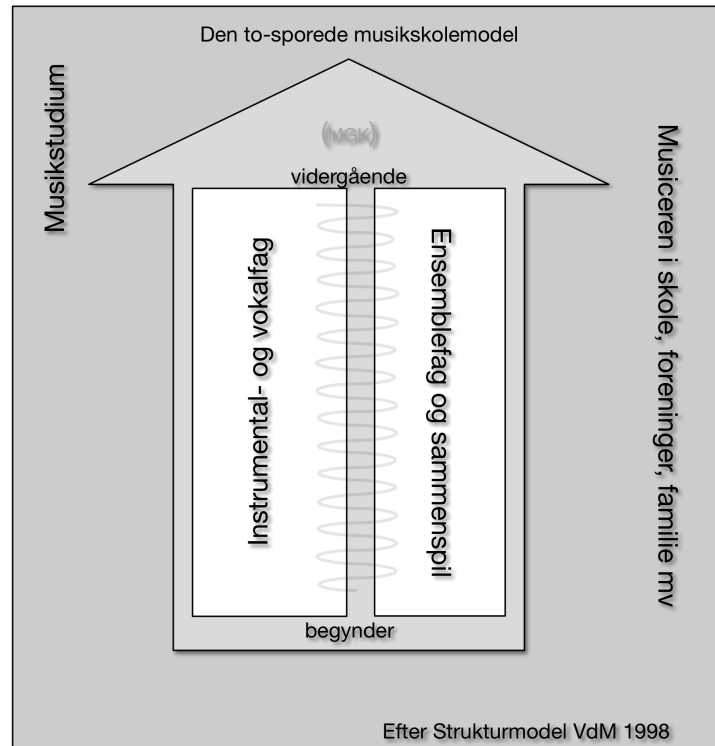 Den to-sporede musikskolemodel
Musikstudium
(MGK)
vidergående
Instrumental- og vokalfag
Ensemblefag og sammenspil
Musiceren i skole, foreninger, familie mv
begynder
Efter Strukturmodel VdM 1998